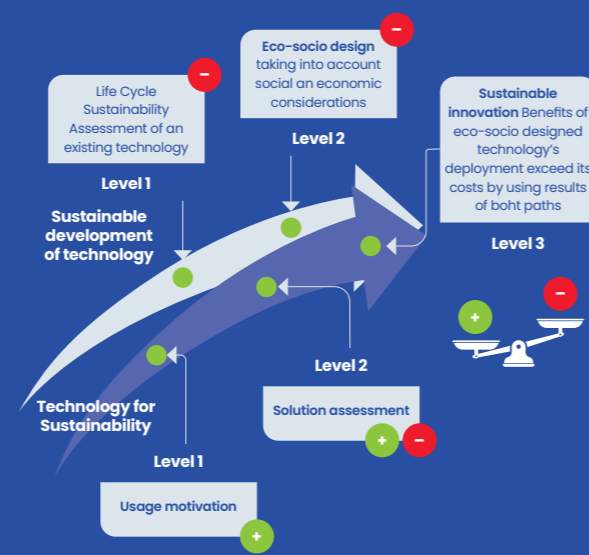 Eco-socio design
taking into account
social an economic
considerations
Level 2
Life Cycle
Sustainability
Assessment of an
existing technology
Level 1
Sustainable
innovation Benefits of
eco-socio designed
technology's
deployment exceed its
costs by using results
of boht paths
Level 3
Sustainable
development
of technology
Technology for
Sustainability
Level 2
Solution assessment
Level 1
Usage motivation